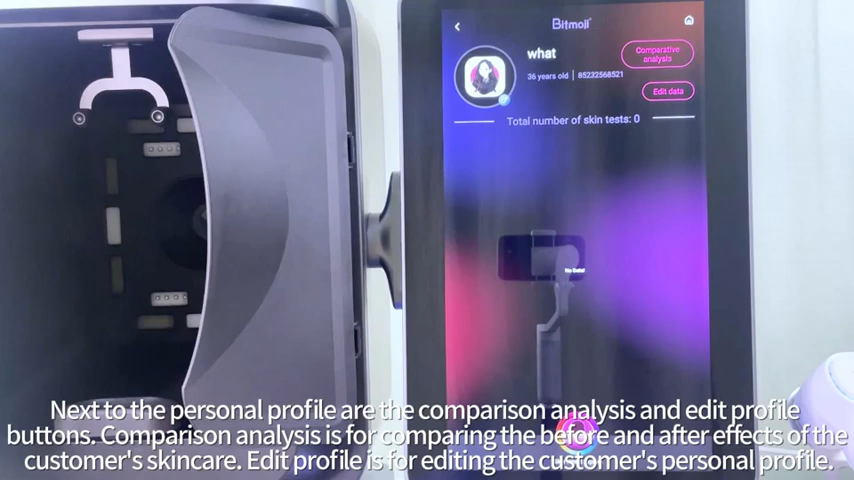 Bitmoji
what
Comparative
analysis
36 years old | 85232568521
Edit data
Total number of skin tests: 0
No Data!
Next to the personal profile are the comparison analysis and edit profile
buttons. Comparison analysis is for comparing the before and after effects of the
customer's skincare. Edit profile is for editing the customer's personal profile.